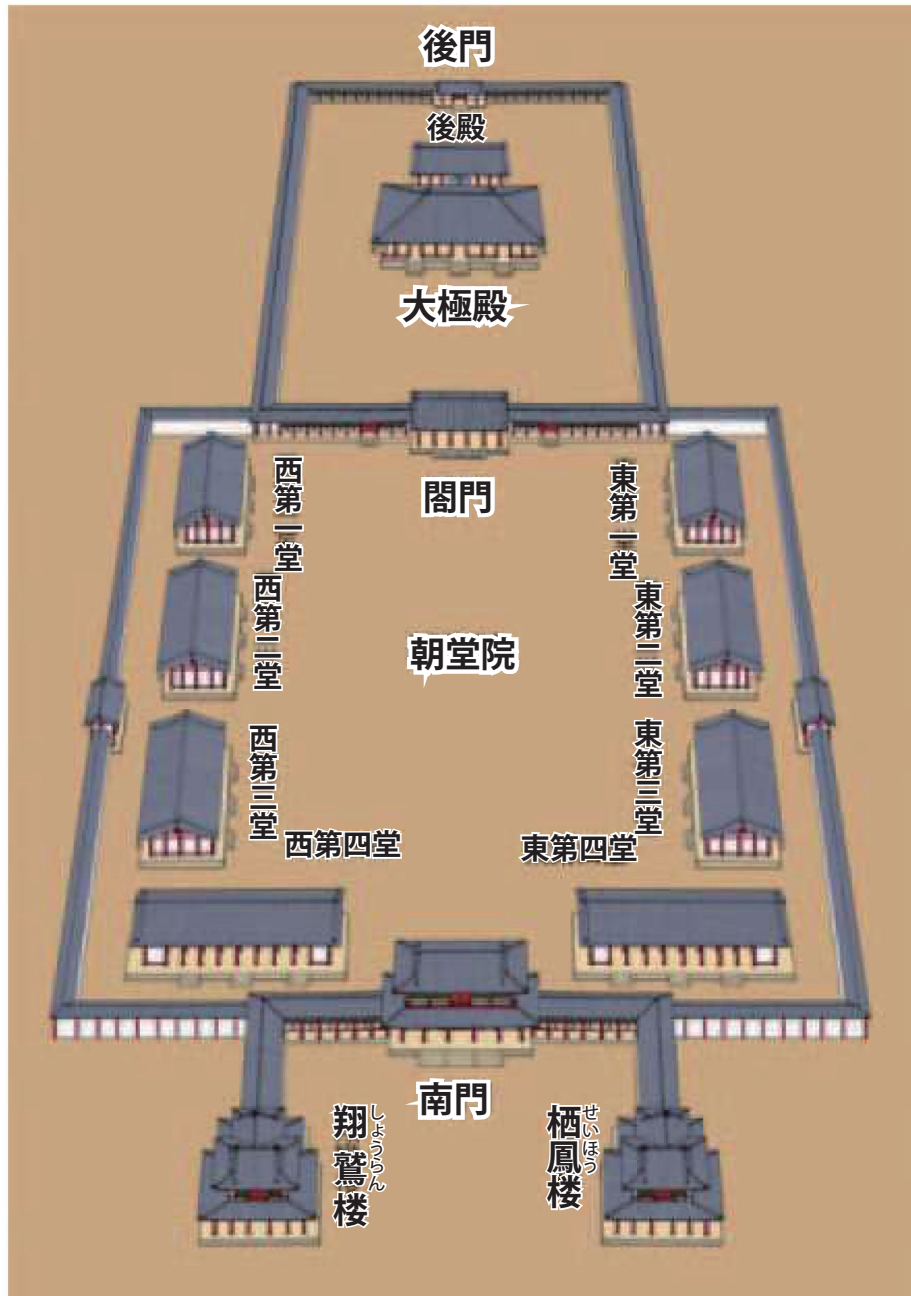 後門
後殿
大極殿
閤門
西第一堂
東第一堂
西第二堂
東第二堂
朝堂院
西第三堂
東第三堂
西第四堂
東第四堂
南門
翔鸞楼
しょうらん
栖鳳楼
せいほう